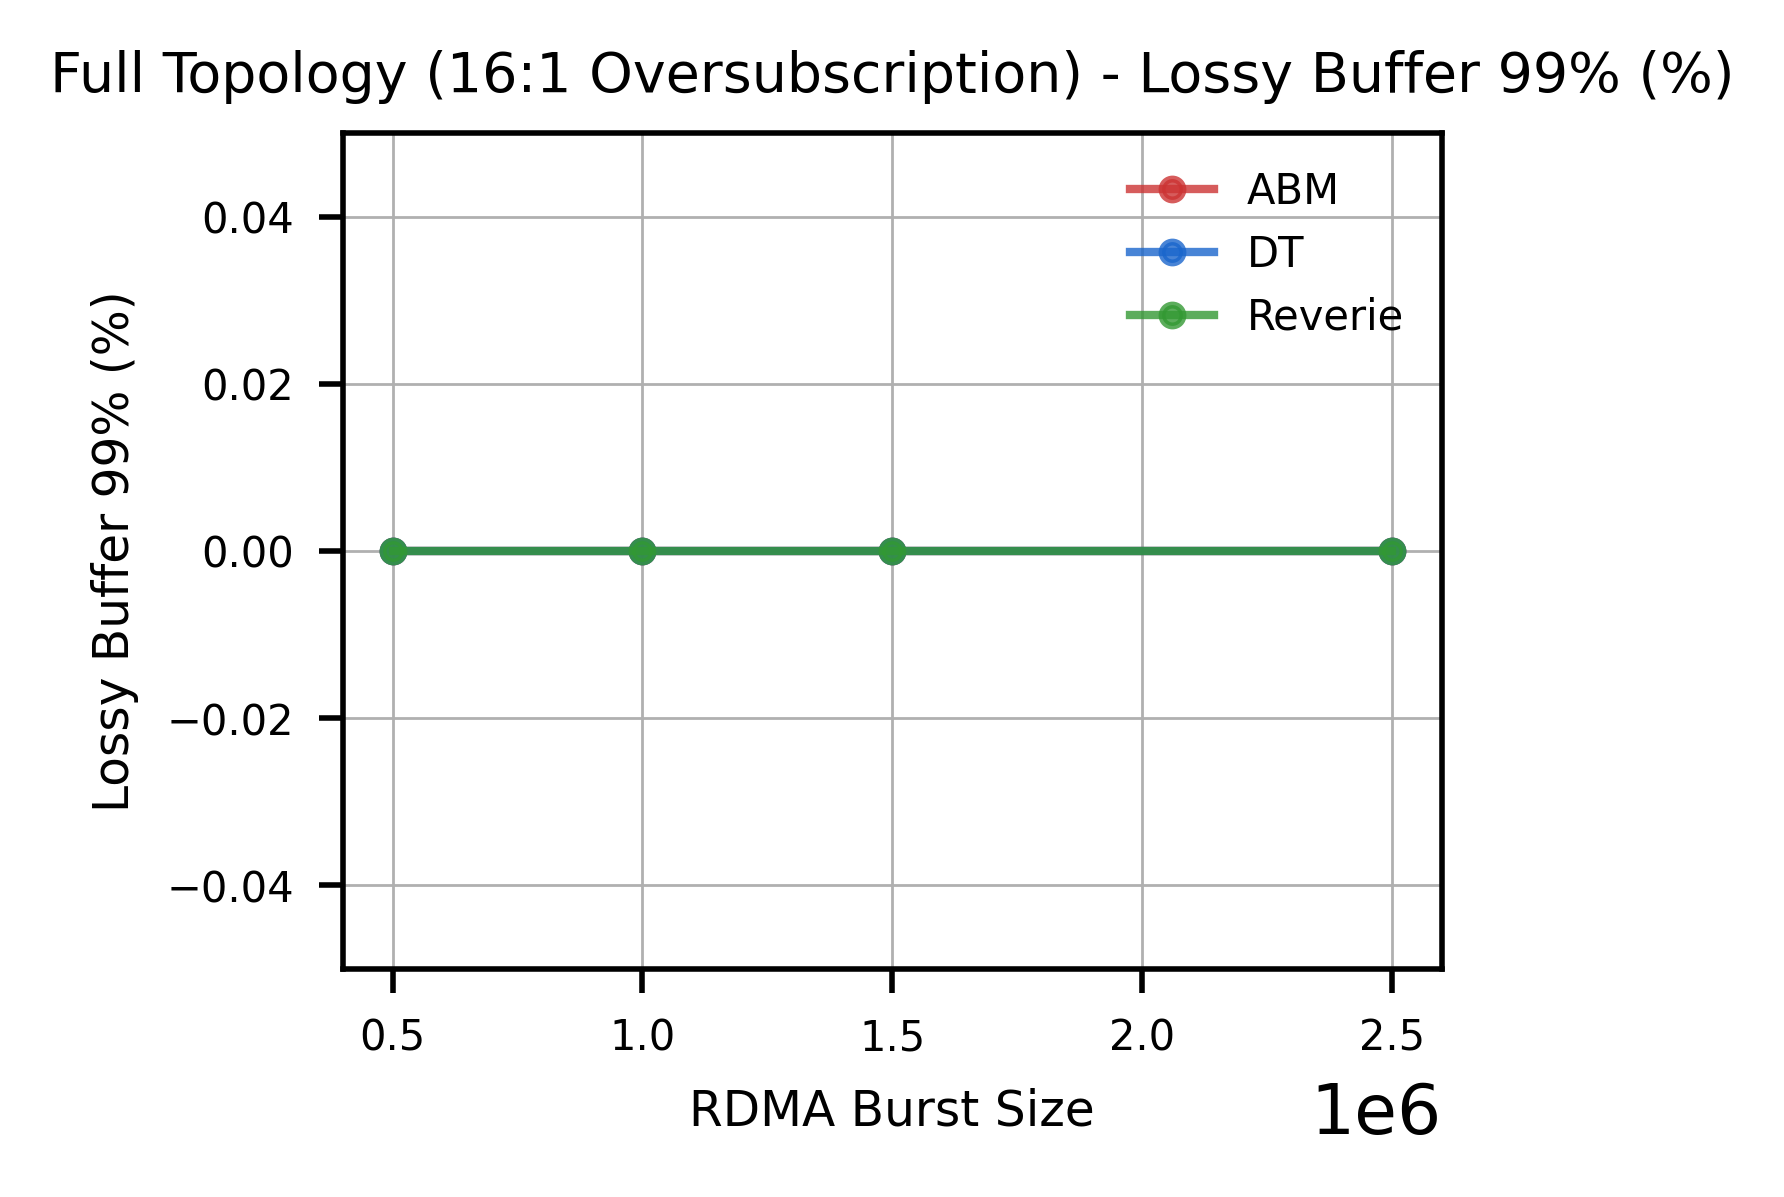 Full Topology (16:1 Oversubscription) - Lossy Buffer 99% (%)
ABM
DT
Reverie
Lossy Buffer 99% (%)
0.04
0.02
0.00
−0.02
−0.04
0.5 1.0 1.5 2.0 2.5
RDMA Burst Size
1e6